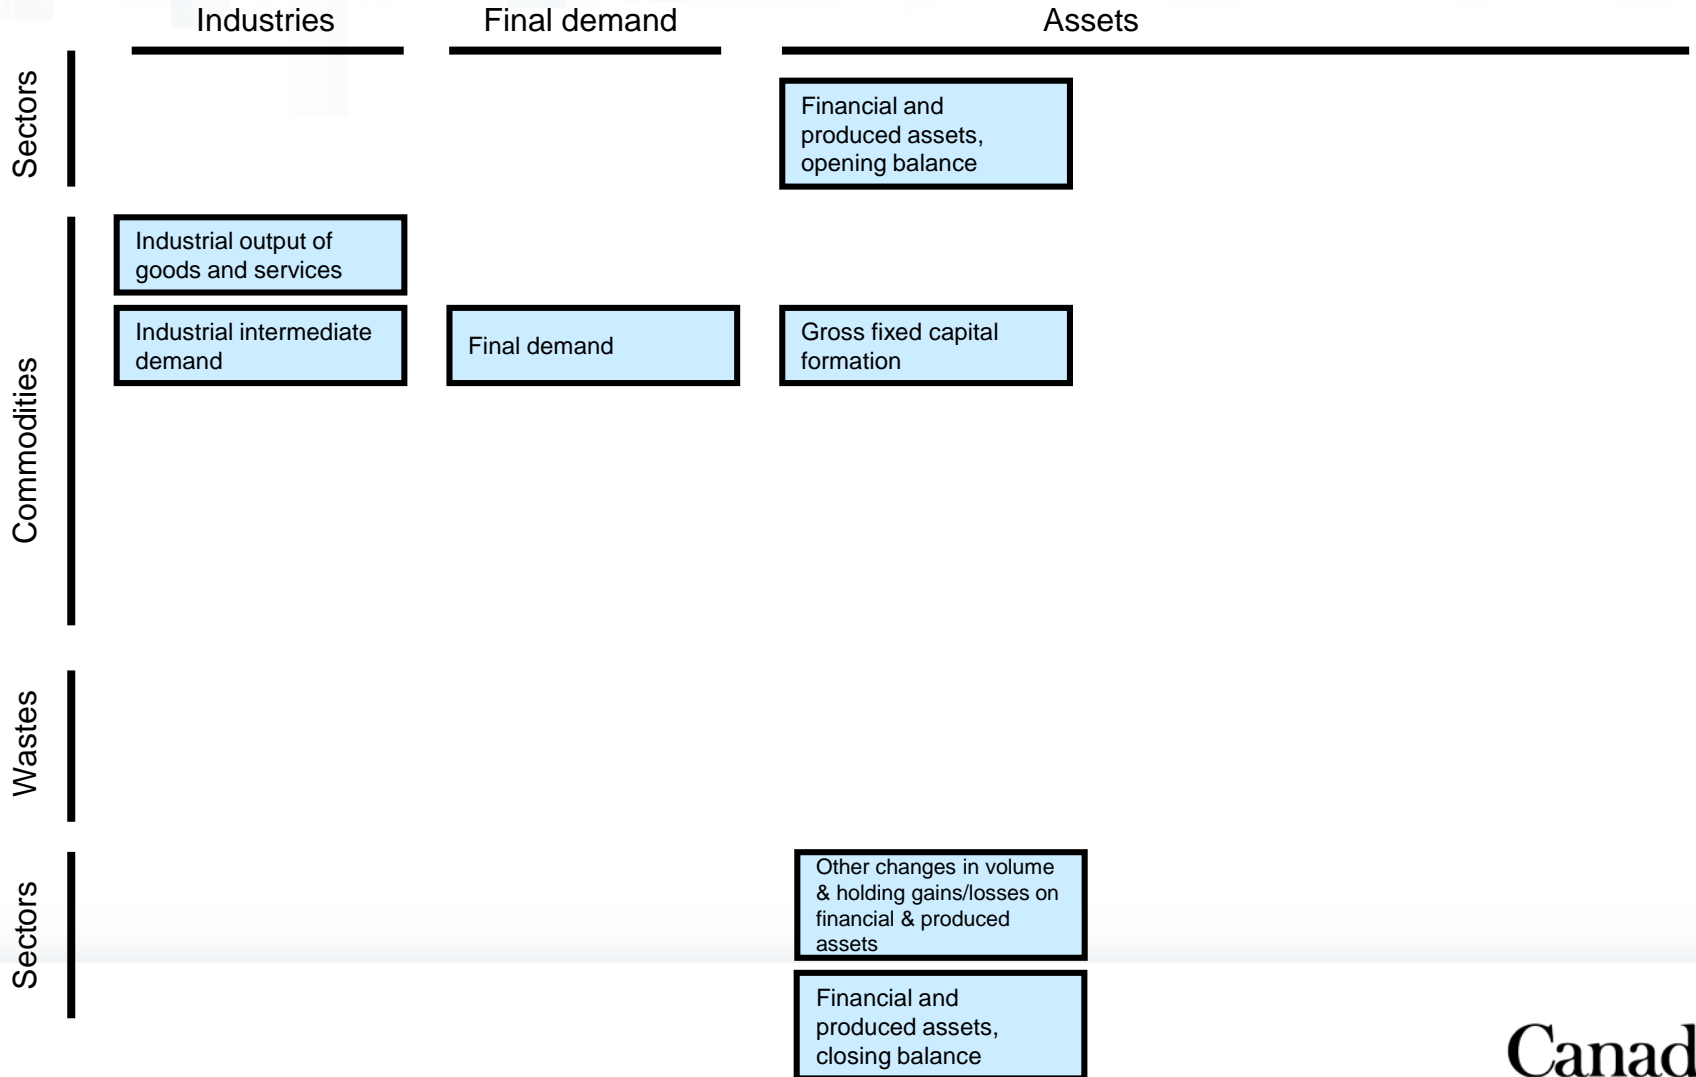 Industries
Final demand
Assets
Sectors
Financial and
produced assets,
opening balance
Commodities
Industrial output of
goods and services
Industrial intermediate
demand
Final demand
Gross fixed capital
formation
Wastes
Sectors
Other changes in volume
& holding gains/losses on
financial & produced
assets
Financial and
produced assets,
closing balance
Canad